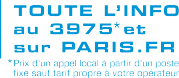 TOUTE L'INFO
au 3975* et
sur PARIS.FR
*Prix d'un appel local à partir d'un poste
fixe sauf tarif propre à votre opérateur